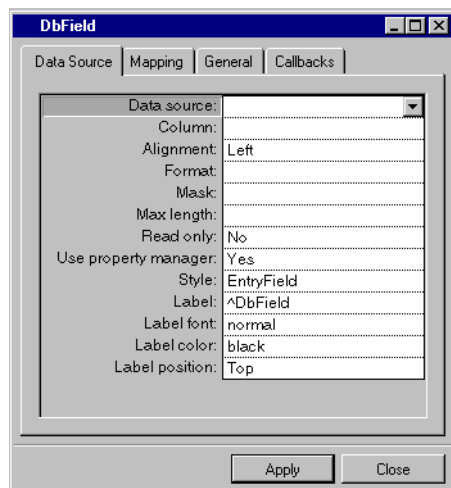 DbField
Data Source Mapping General Callbacks
Data source:
Column:
Alignment: Left
Format:
Mask:
Max length:
Read only: No
Use property manager: Yes
Style: EntryField
Label: ^DbField
Label font: normal
Label color: black
Label position: Top
Apply Close